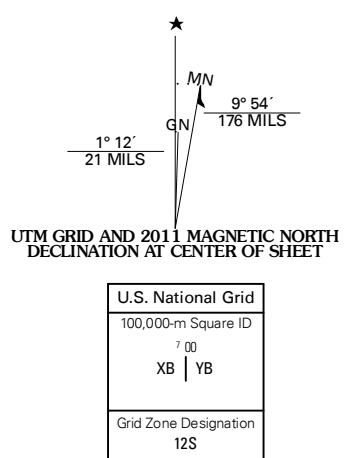 ★
MN
GN
9° 54´
176 MILS
1° 12´
21 MILS
UTM GRID AND 2011 MAGNETIC NORTH
DECLINATION AT CENTER OF SHEET
U.S. National Grid
100,000-m Square ID
7 00
XB | YB
Grid Zone Designation
12S